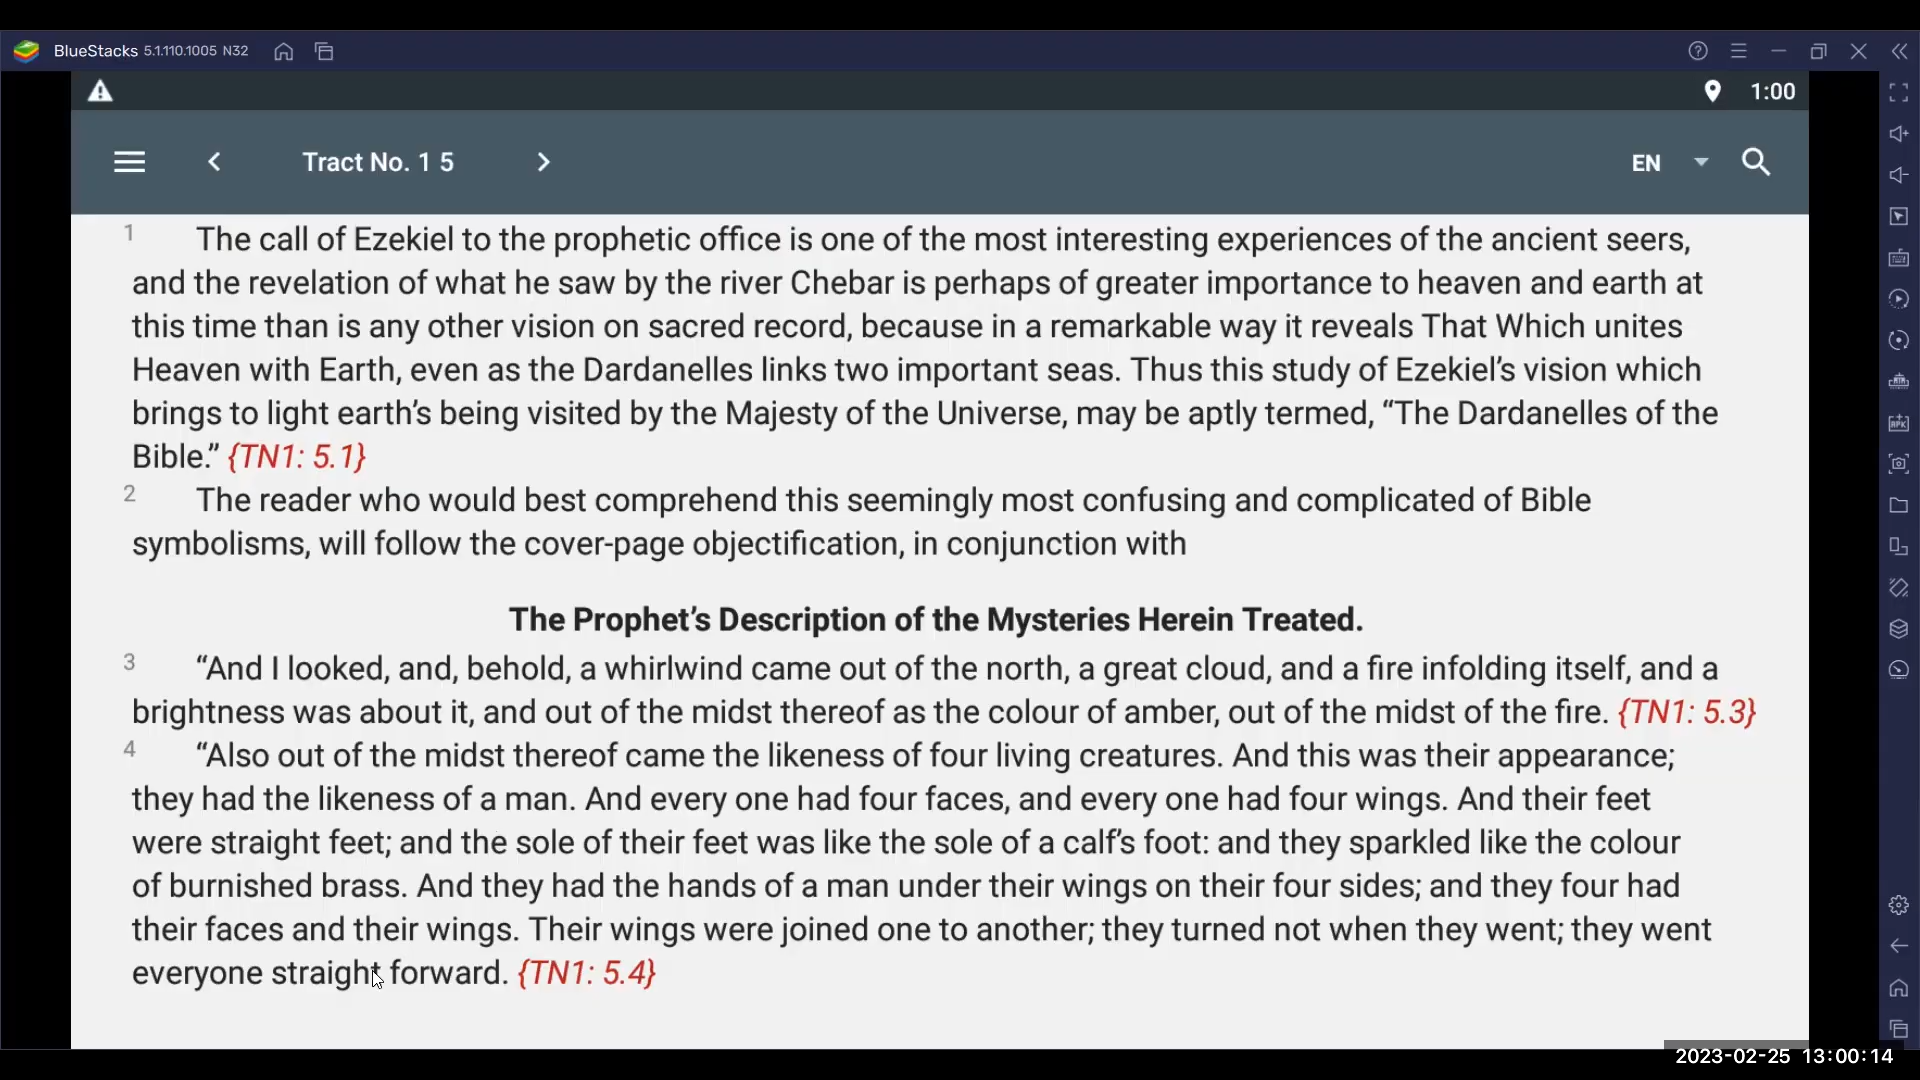 BlueStacks 5.1.110.1005 N32
1:00
Tract No. 1 5
EN
1 The call of Ezekiel to the prophetic office is one of the most interesting experiences of the ancient seers,
and the revelation of what he saw by the river Chebar is perhaps of greater importance to heaven and earth at
this time than is any other vision on sacred record, because in a remarkable way it reveals That Which unites
Heaven with Earth, even as the Dardanelles links two important seas. Thus this study of Ezekiel’s vision which
brings to light earth’s being visited by the Majesty of the Universe, may be aptly termed, “The Dardanelles of the
Bible.” {TN1: 5.1}
2 The reader who would best comprehend this seemingly most confusing and complicated of Bible
symbolisms, will follow the cover-page objectification, in conjunction with
The Prophet’s Description of the Mysteries Herein Treated.
3 “And I looked, and, behold, a whirlwind came out of the north, a great cloud, and a fire infolding itself, and a
brightness was about it, and out of the midst thereof as the colour of amber, out of the midst of the fire. {TN1: 5.3}
4 “Also out of the midst thereof came the likeness of four living creatures. And this was their appearance;
they had the likeness of a man. And every one had four faces, and every one had four wings. And their feet
were straight feet; and the sole of their feet was like the sole of a calf’s foot: and they sparkled like the colour
of burnished brass. And they had the hands of a man under their wings on their four sides; and they four had
their faces and their wings. Their wings were joined one to another; they turned not when they went; they went
everyone straight forward. {TN1: 5.4}
2023-02-25 13:00:14